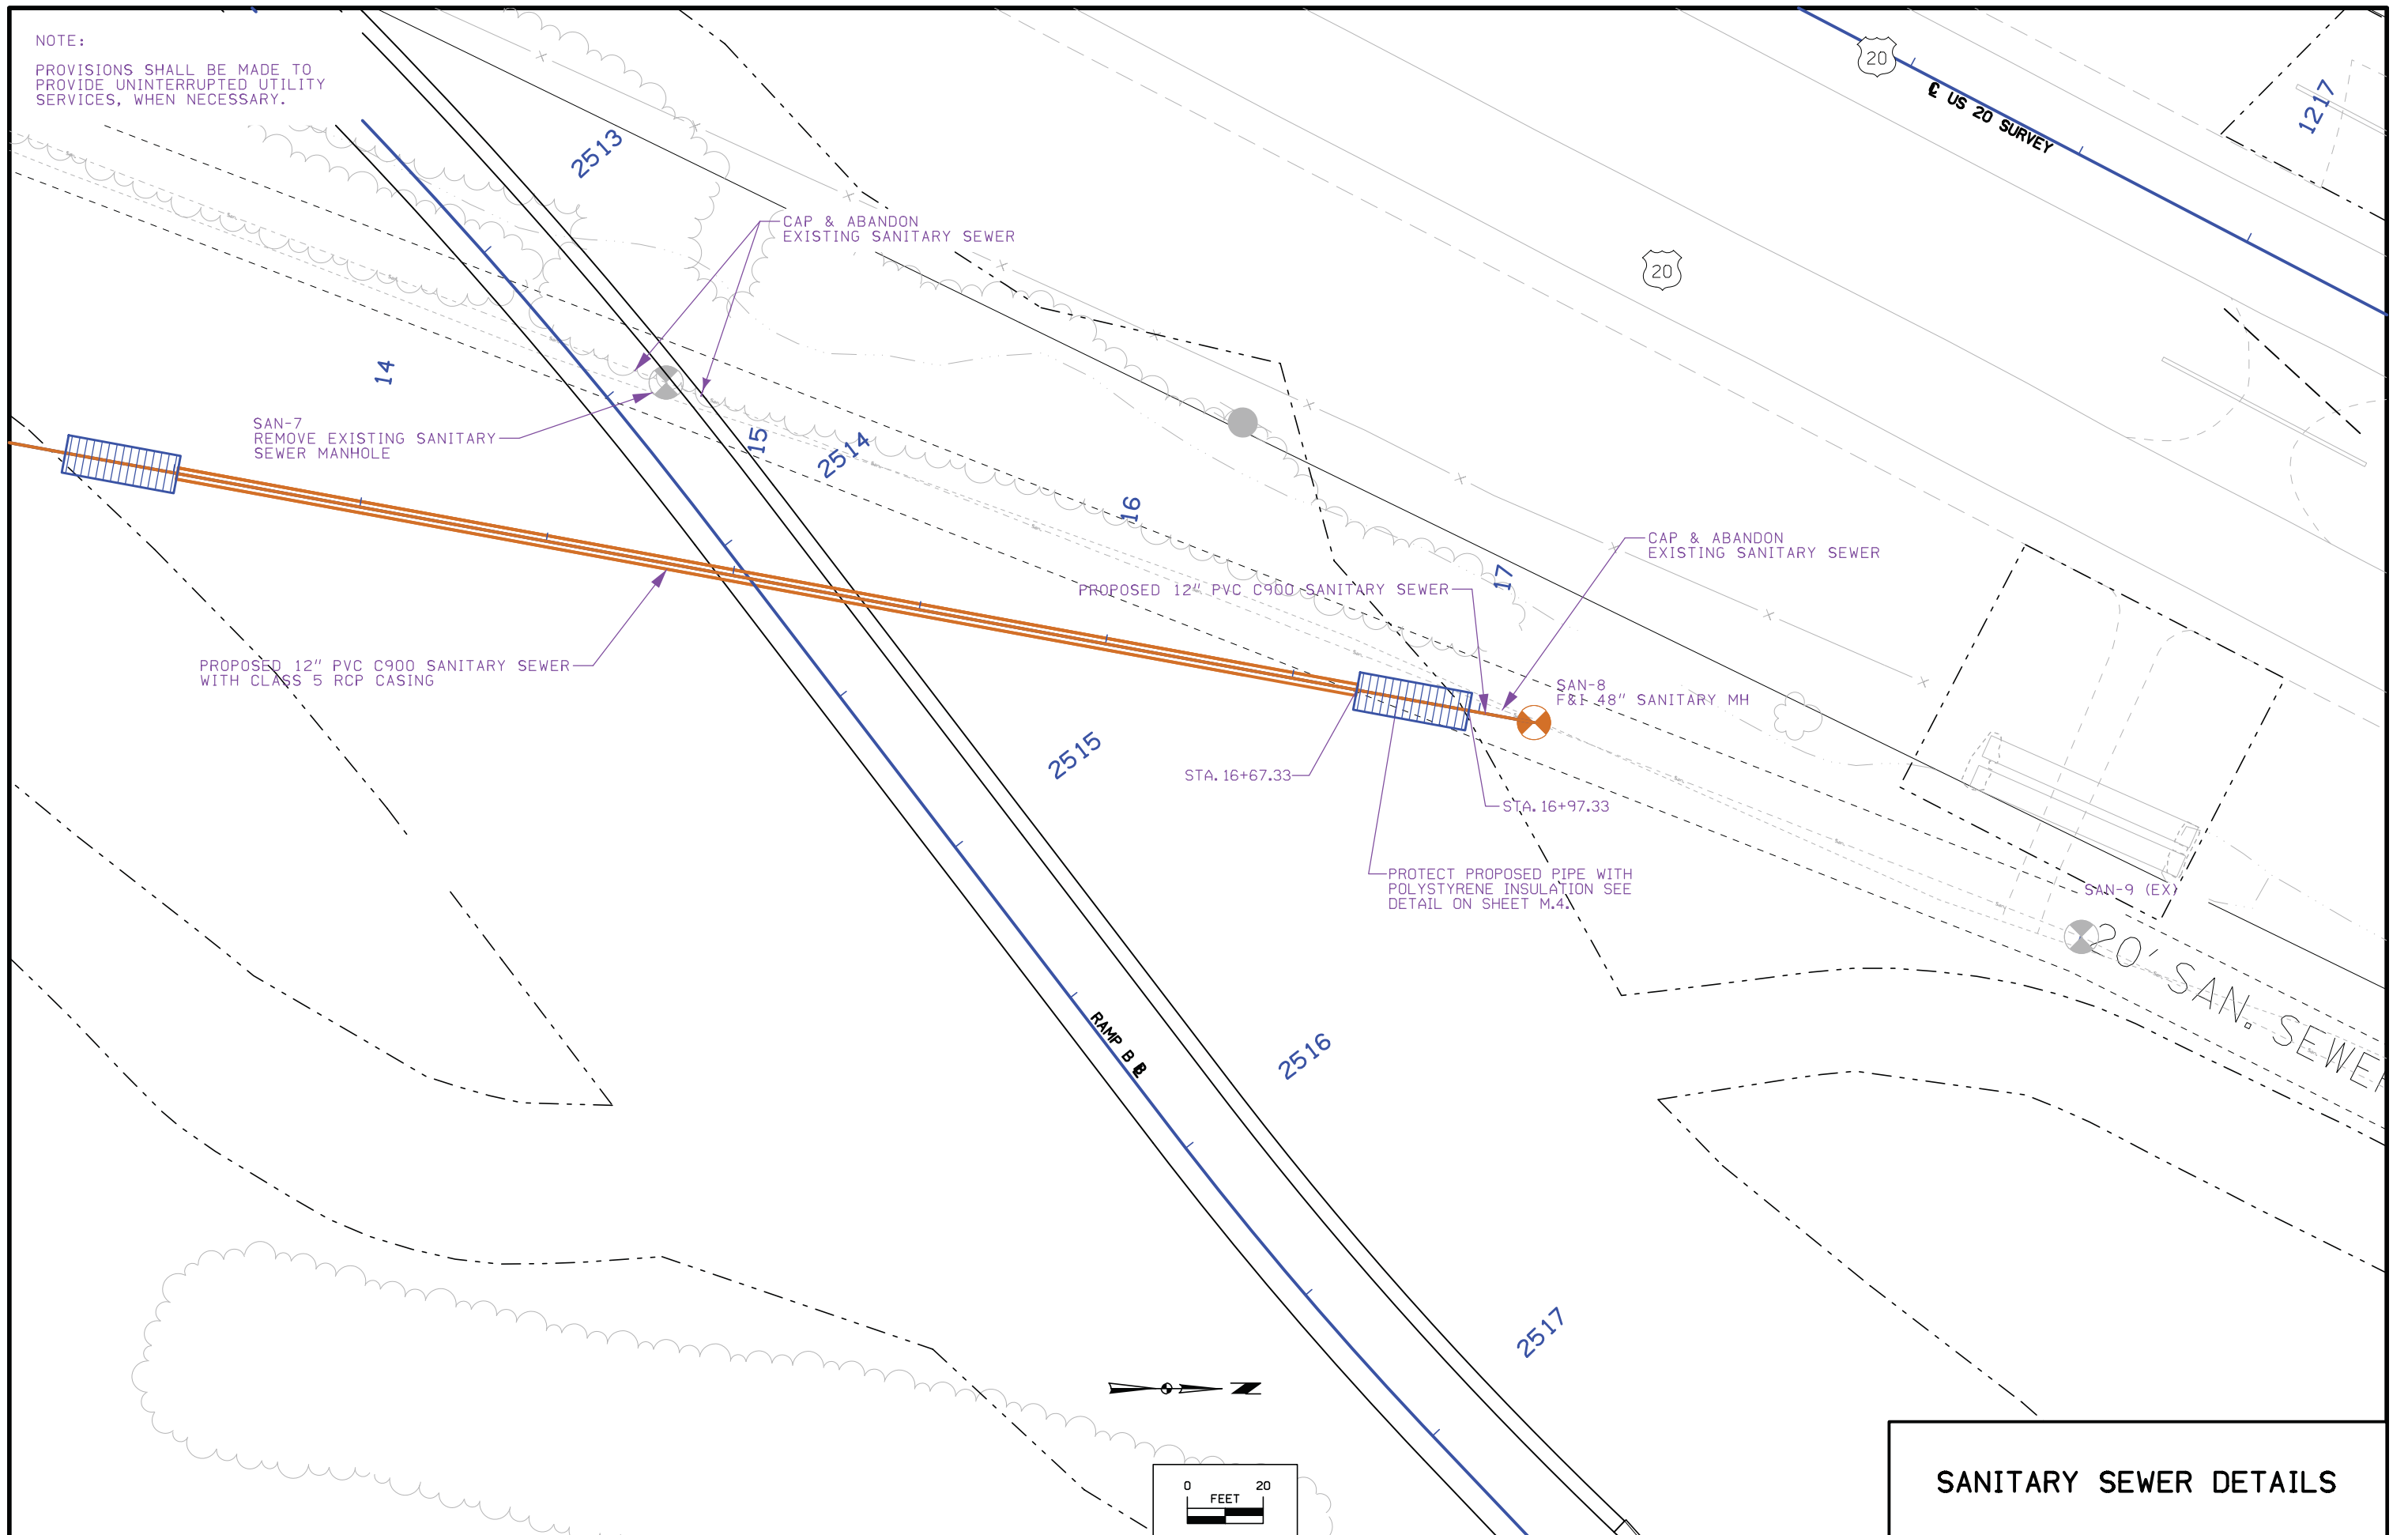 NOTE:
PROVISIONS SHALL BE MADE TO
PROVIDE UNINTERRUPTED UTILITY
SERVICES, WHEN NECESSARY.
20
℄ US 20 SURVEY
1217
2513
CAP & ABANDON
EXISTING SANITARY SEWER
20
14
SAN-7
REMOVE EXISTING SANITARY
SEWER MANHOLE
15
2514
16
17
CAP & ABANDON
EXISTING SANITARY SEWER
PROPOSED 12" PVC C900 SANITARY SEWER
PROPOSED 12" PVC C900 SANITARY SEWER
WITH CLASS 5 RCP CASING
SAN-8
F&I 48" SANITARY MH
2515
STA. 16+67.33
STA. 16+97.33
PROTECT PROPOSED PIPE WITH
POLYSTYRENE INSULATION SEE
DETAIL ON SHEET M.4.
SAN-9 (EX)
20' SAN. SEWER
RAMP B ℄
2516
2517
N
0 20
FEET
SANITARY SEWER DETAILS